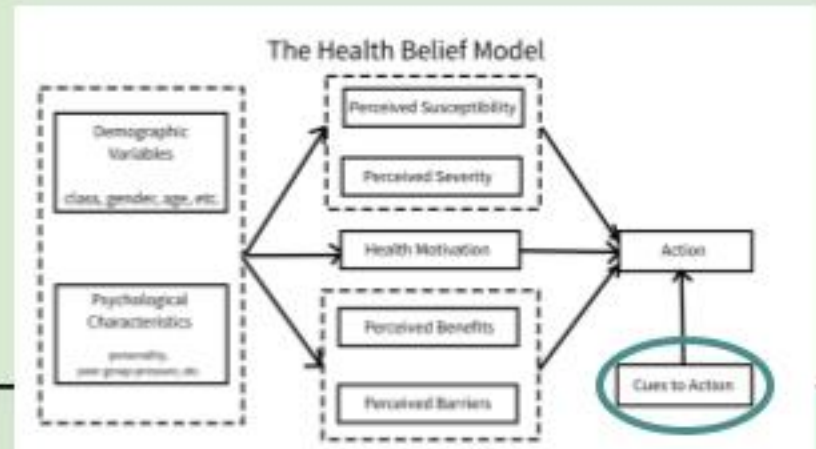 The Health Belief Model
Demographic
Variables
class, gender, age, etc.
Psychological
Characteristics
personality,
peer group pressure, etc.
Perceived Susceptibility
Perceived Severity
Health Motivation
Perceived Benefits
Perceived Barriers
Action
Cues to Action